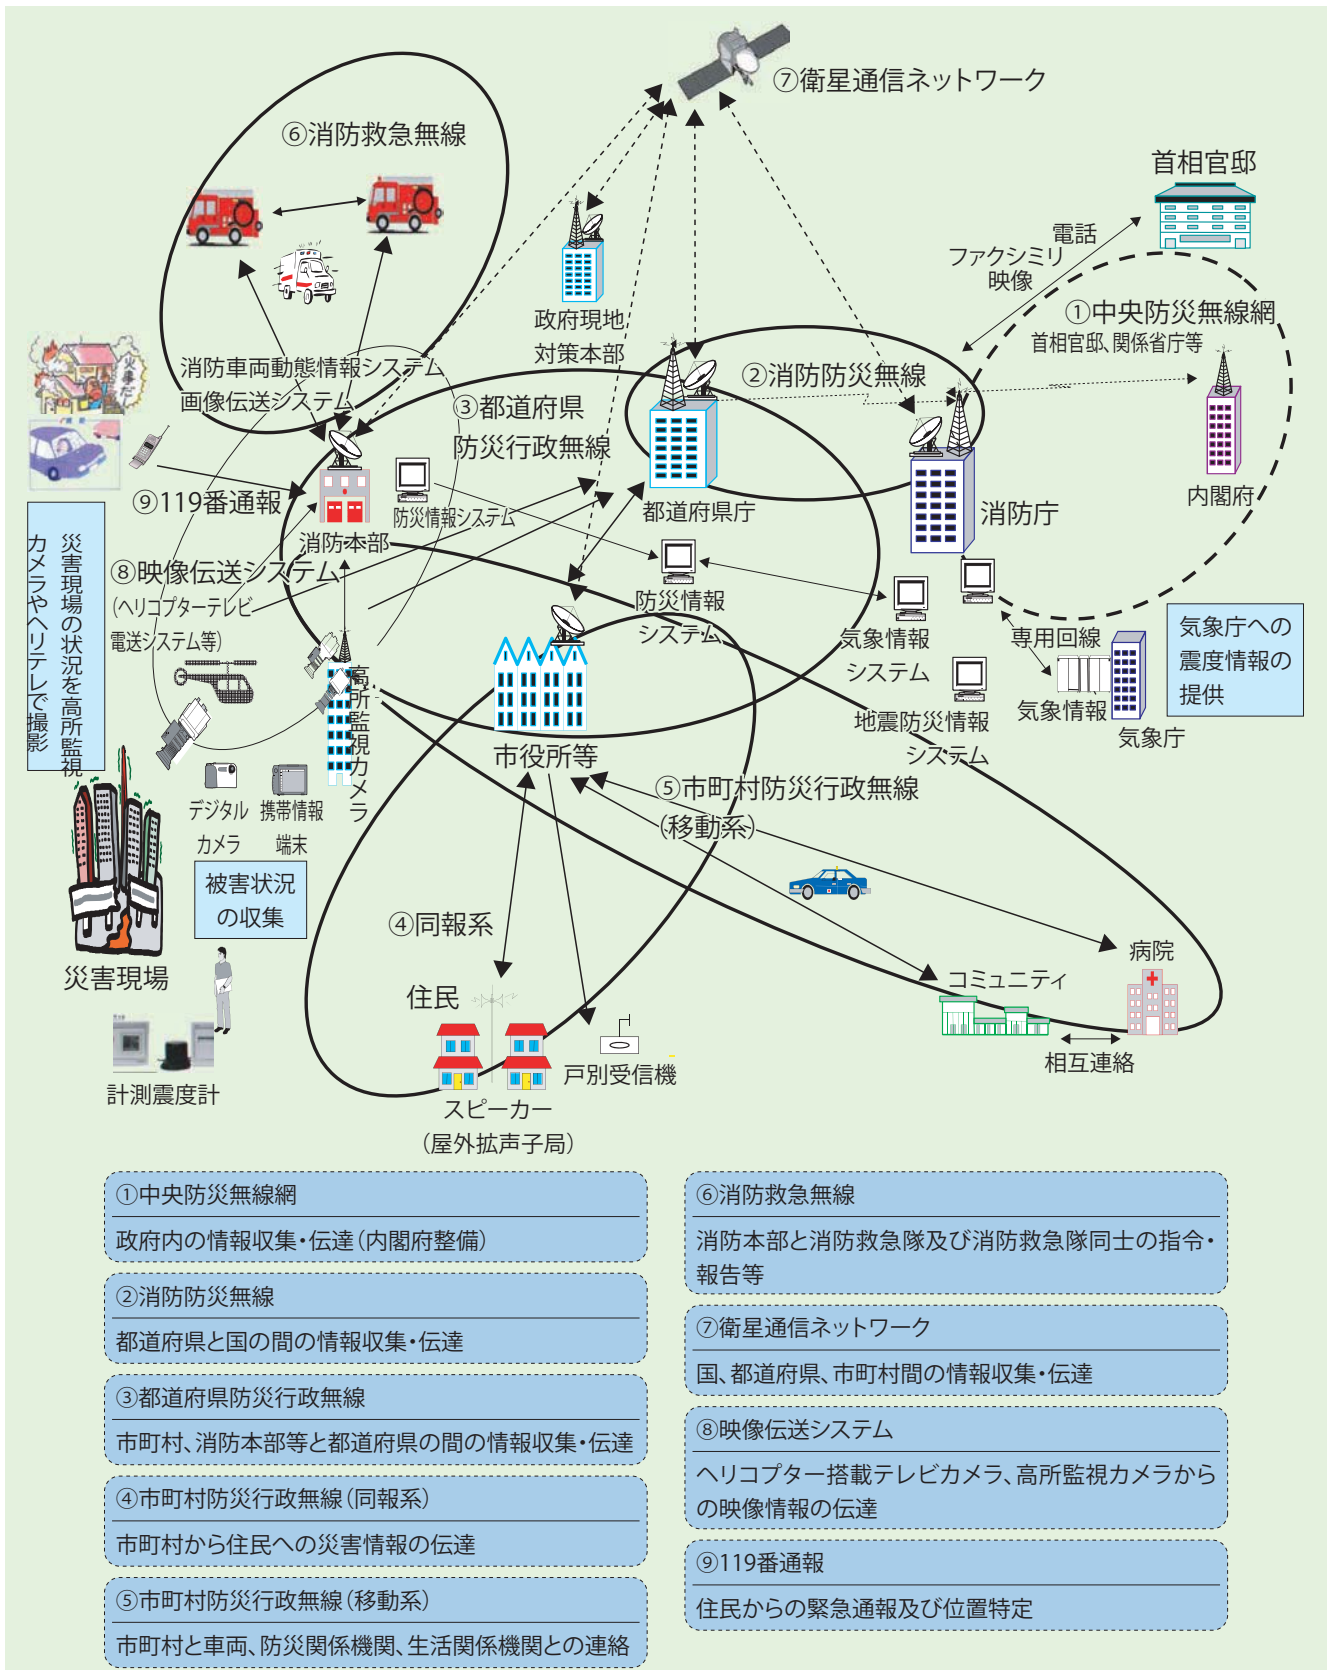 ⑦衛星通信ネットワーク
⑥消防救急無線
首相官邸
電話
ファクシミリ
映像
①中央防災無線網
首相官邸、関係省庁等
政府現地
対策本部
火事だ
消防車両動態情報システム
画像伝送システム
②消防防災無線
③都道府県
防災行政無線
内閣府
⑨119番通報
防災情報システム
都道府県庁
消防庁
消防本部
災害現場の状況を高所監視
カメラやヘリテレで撮影
⑧映像伝送システム
(ヘリコプターテレビ
電送システム等)
防災情報
システム
気象情報
システム
専用回線
気象庁への
震度情報の
提供
高所監視カメラ
地震防災情報
システム
気象情報
気象庁
市役所等
⑤市町村防災行政無線
(移動系)
デジタル
カメラ
携帯情報
端末
被害状況
の収集
④同報系
災害現場
病院
コミュニティ
住民
相互連絡
戸別受信機
計測震度計
スピーカー
(屋外拡声子局)
①中央防災無線網
政府内の情報収集・伝達(内閣府整備)
②消防防災無線
都道府県と国の間の情報収集・伝達
③都道府県防災行政無線
市町村、消防本部等と都道府県の間の情報収集・伝達
④市町村防災行政無線(同報系)
市町村から住民への災害情報の伝達
⑤市町村防災行政無線(移動系)
市町村と車両、防災関係機関、生活関係機関との連絡
⑥消防救急無線
消防本部と消防救急隊及び消防救急隊同士の指令・
報告等
⑦衛星通信ネットワーク
国、都道府県、市町村間の情報収集・伝達
⑧映像伝送システム
ヘリコプター搭載テレビカメラ、高所監視カメラから
の映像情報の伝達
⑨119番通報
住民からの緊急通報及び位置特定